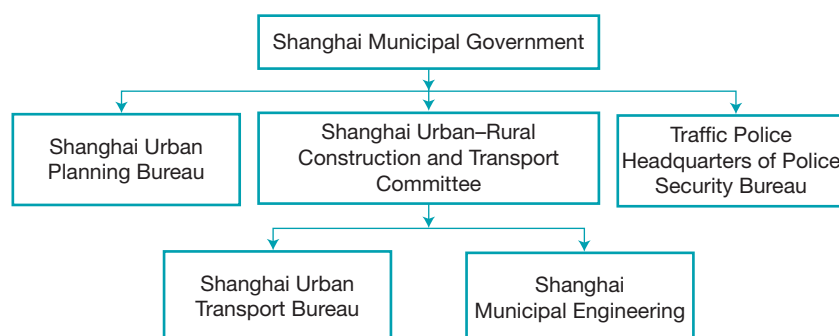 Shanghai Municipal Government
Shanghai Urban
Planning Bureau
Shanghai Urban–Rural
Construction and Transport
Committee
Traffic Police
Headquarters of Police
Security Bureau
Shanghai Urban
Transport Bureau
Shanghai
Municipal Engineering